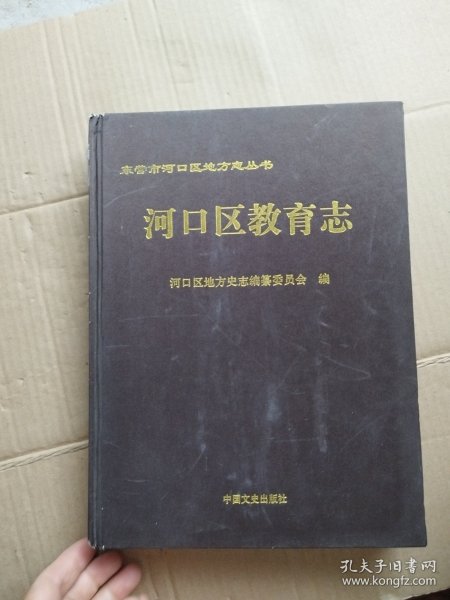 东营市河口区地方志丛书
河口区教育志
河口区地方史志编纂委员会 编
中国文史出版社
孔夫子旧书网
www.kongfz.com